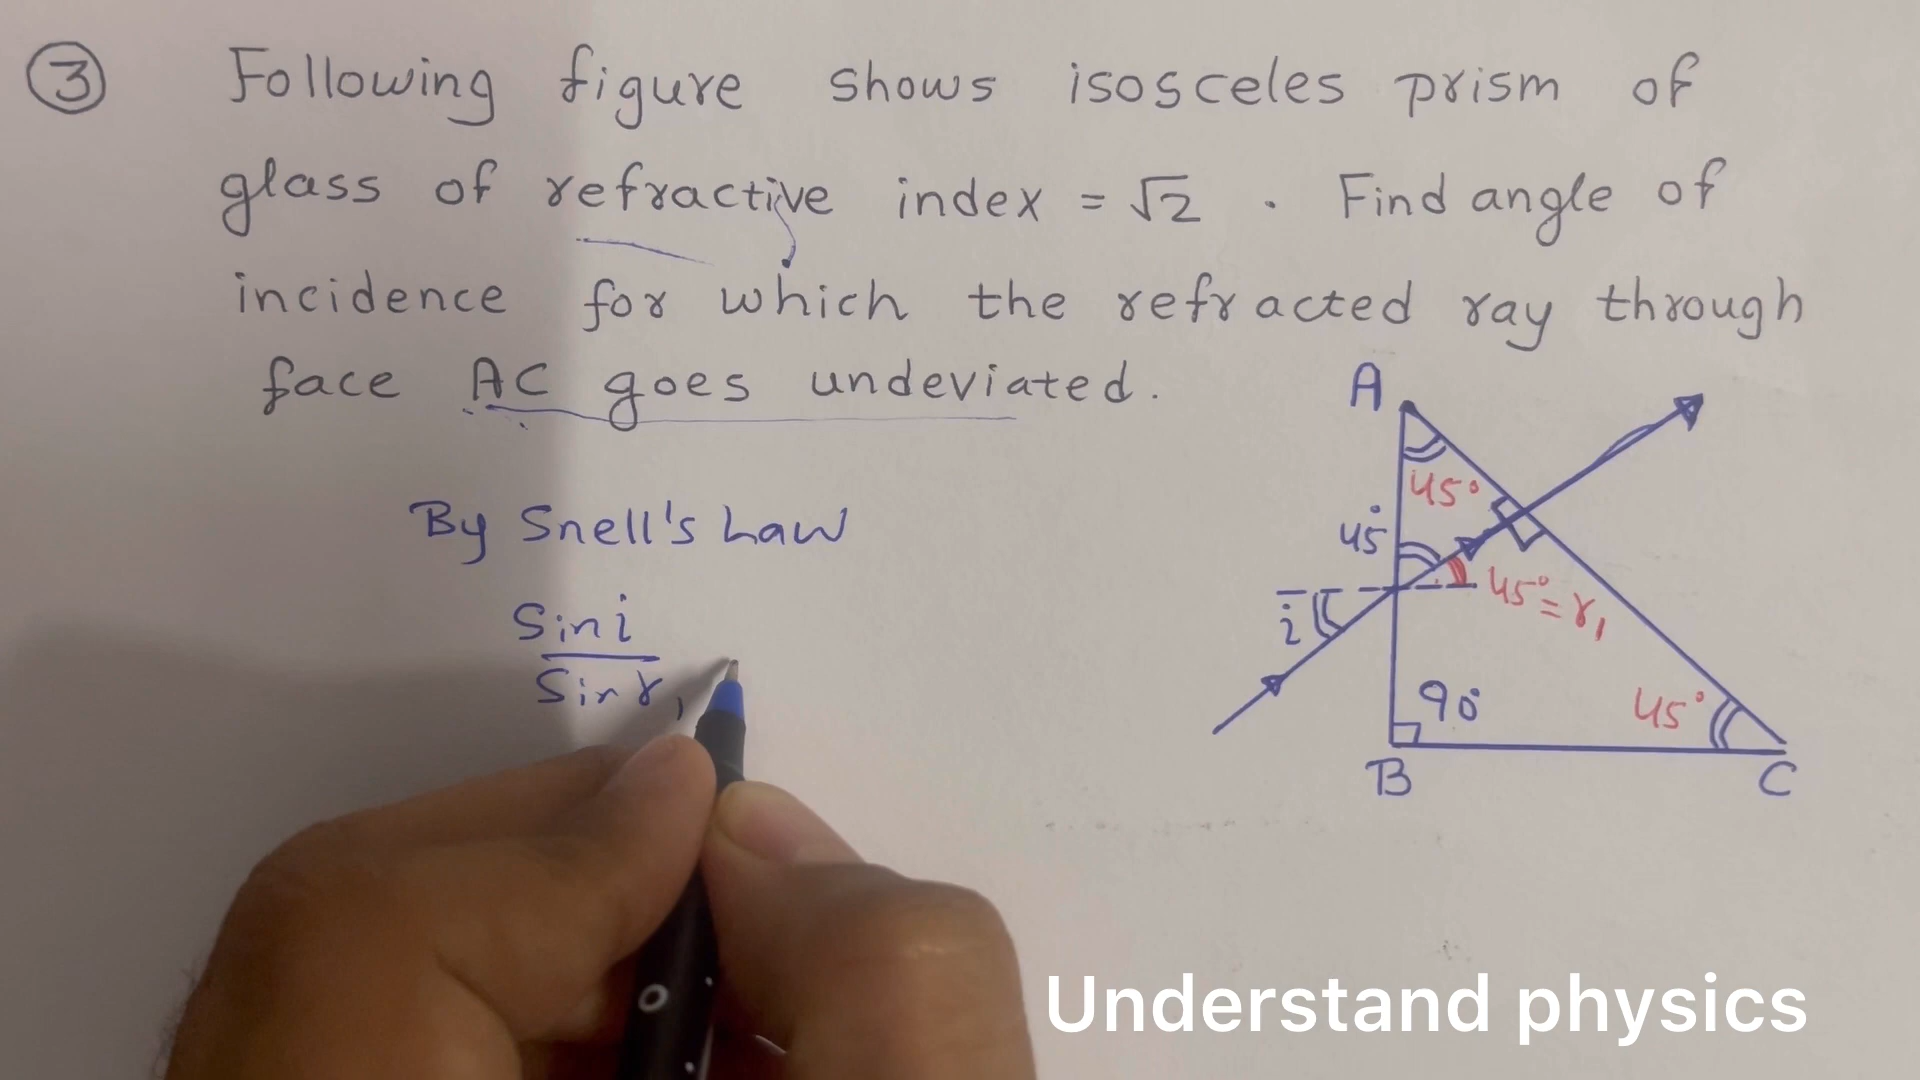 3 Following figure shows isosceles prism of
glass of refractive index = √2 . Find angle of
incidence for which the refracted ray through
face AC goes undeviated.
By Snell's Law
Sin i
Sin r₁
A
45°
45°
i
45° = r₁
90°
45°
B
C
Understand physics